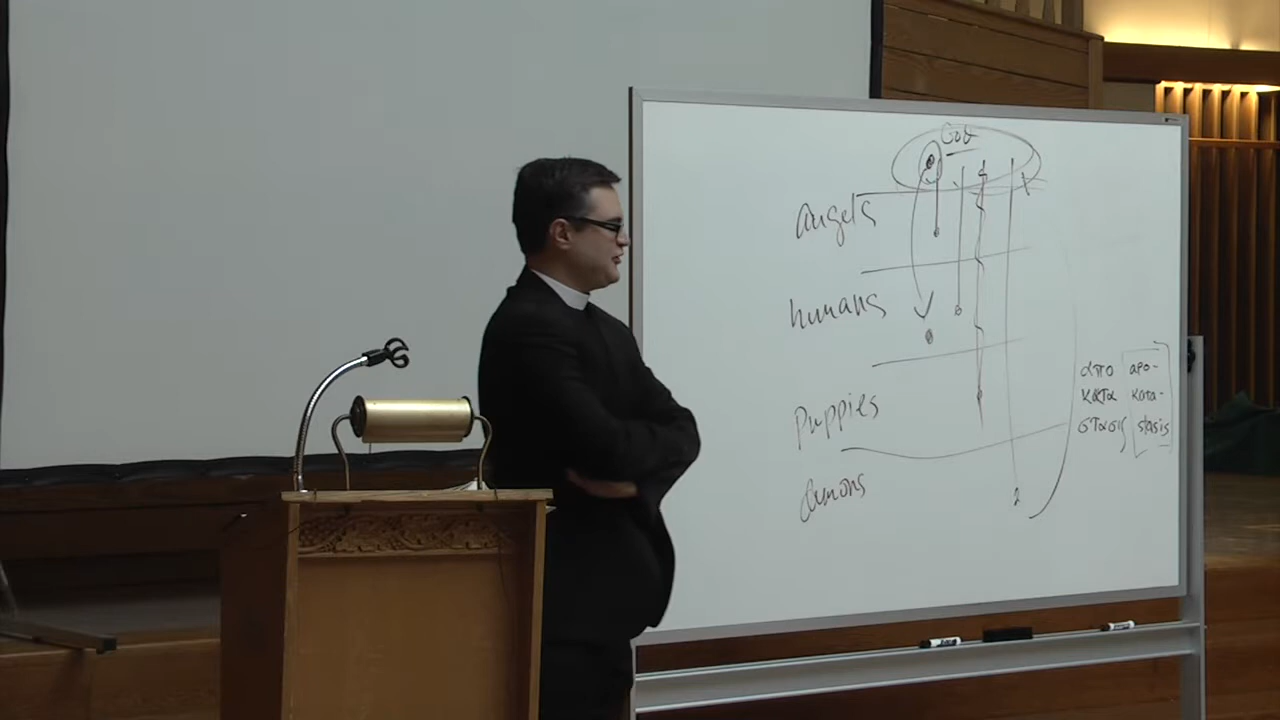 God
angels
humans
puppies
demons
απο
κατα
στασις
apo-
kata-
stasis